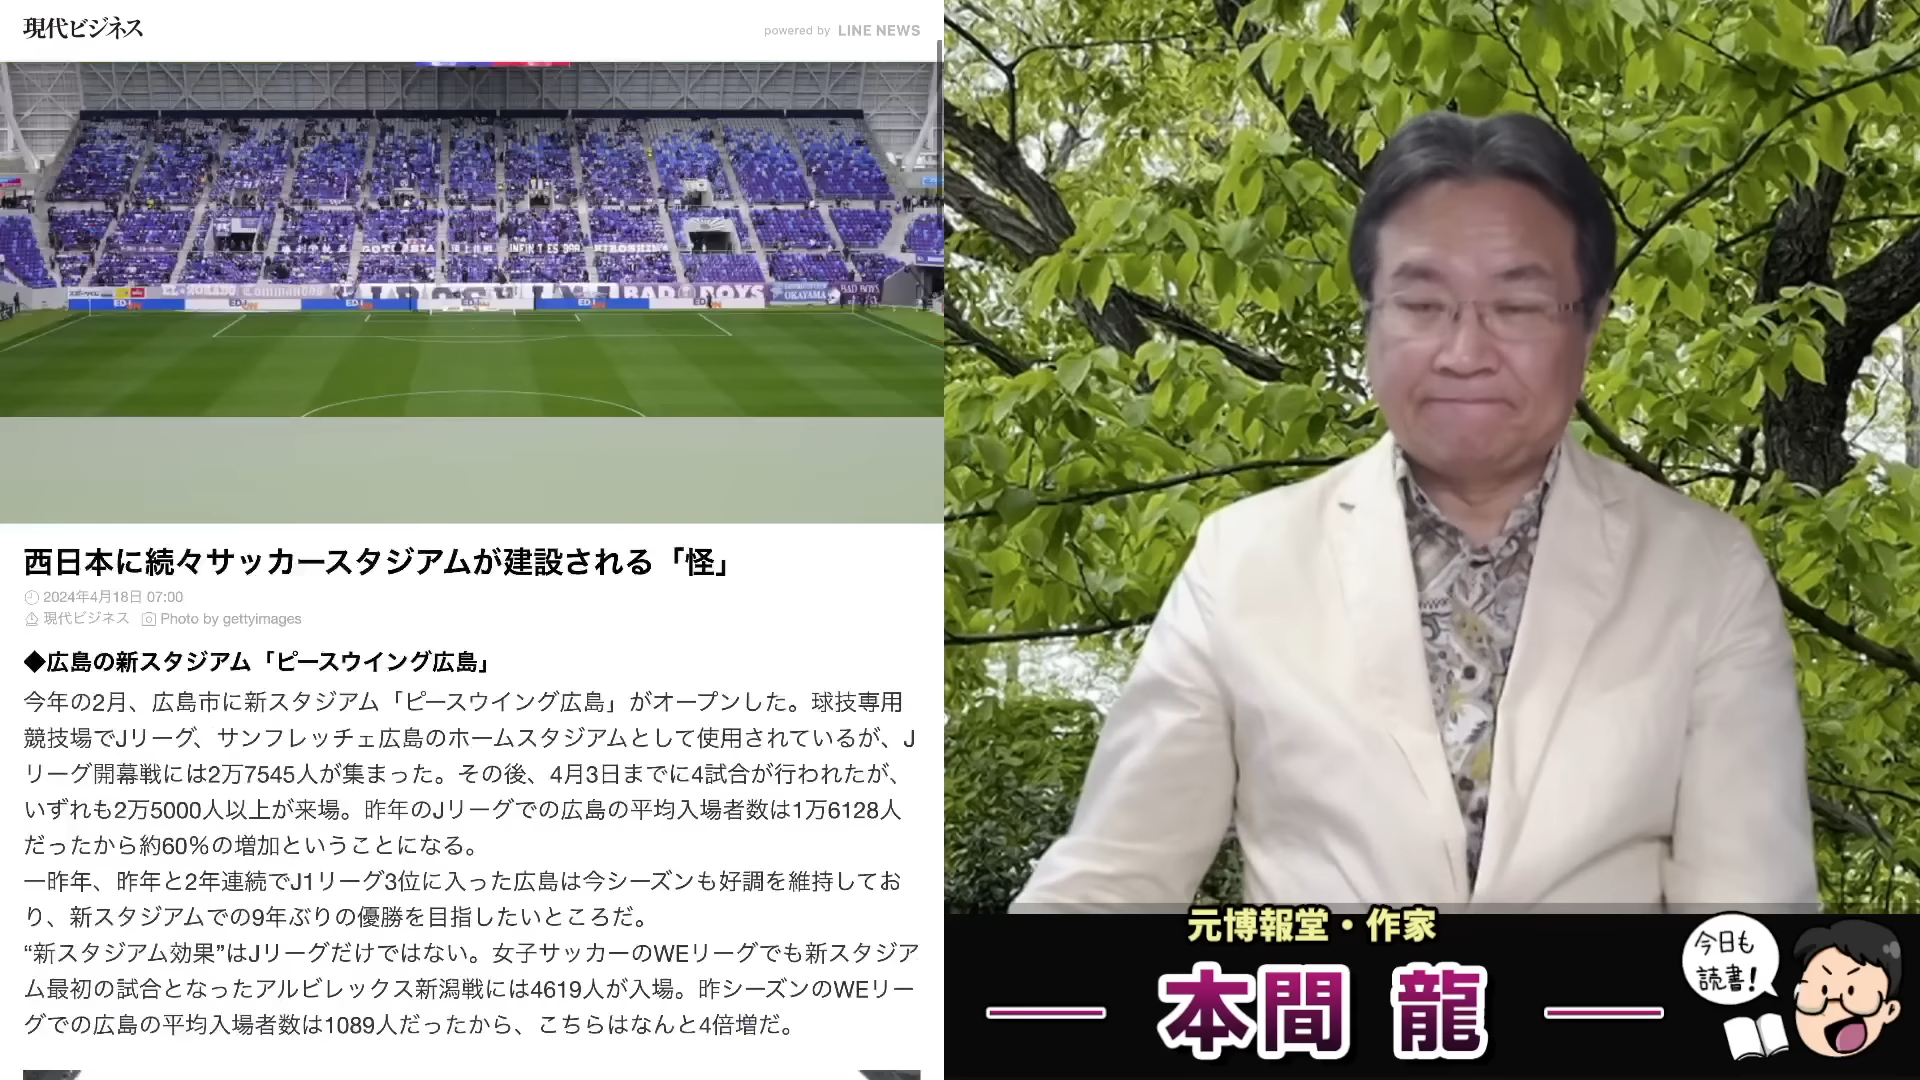 現代ビジネス
powered by LINE NEWS
BAD BOYS
OKAYAMA
BAD BOYS
西日本に続々サッカースタジアムが建設される「怪」
2024年4月18日 07:00
現代ビジネス Photo by gettyimages
◆広島の新スタジアム「ピースウイング広島」
今年の2月、広島市に新スタジアム「ピースウイング広島」がオープンした。球技専用
競技場でJリーグ、サンフレッチェ広島のホームスタジアムとして使用されているが、J
リーグ開幕戦には2万7545人が集まった。その後、4月3日までに4試合が行われたが、
いずれも2万5000人以上が来場。昨年のJリーグでの広島の平均入場者数は1万6128人
だったから約60%の増加ということになる。
一昨年、昨年と2年連続でJ1リーグ3位に入った広島は今シーズンも好調を維持してお
り、新スタジアムでの9年ぶりの優勝を目指したいところだ。
“新スタジアム効果”はJリーグだけではない。女子サッカーのWEリーグでも新スタジア
ム最初の試合となったアルビレックス新潟戦には4619人が入場。昨シーズンのWEリー
グでの広島の平均入場者数は1089人だったから、こちらはなんと4倍増だ。
元博報堂・作家
本間 龍
今日も
読書!